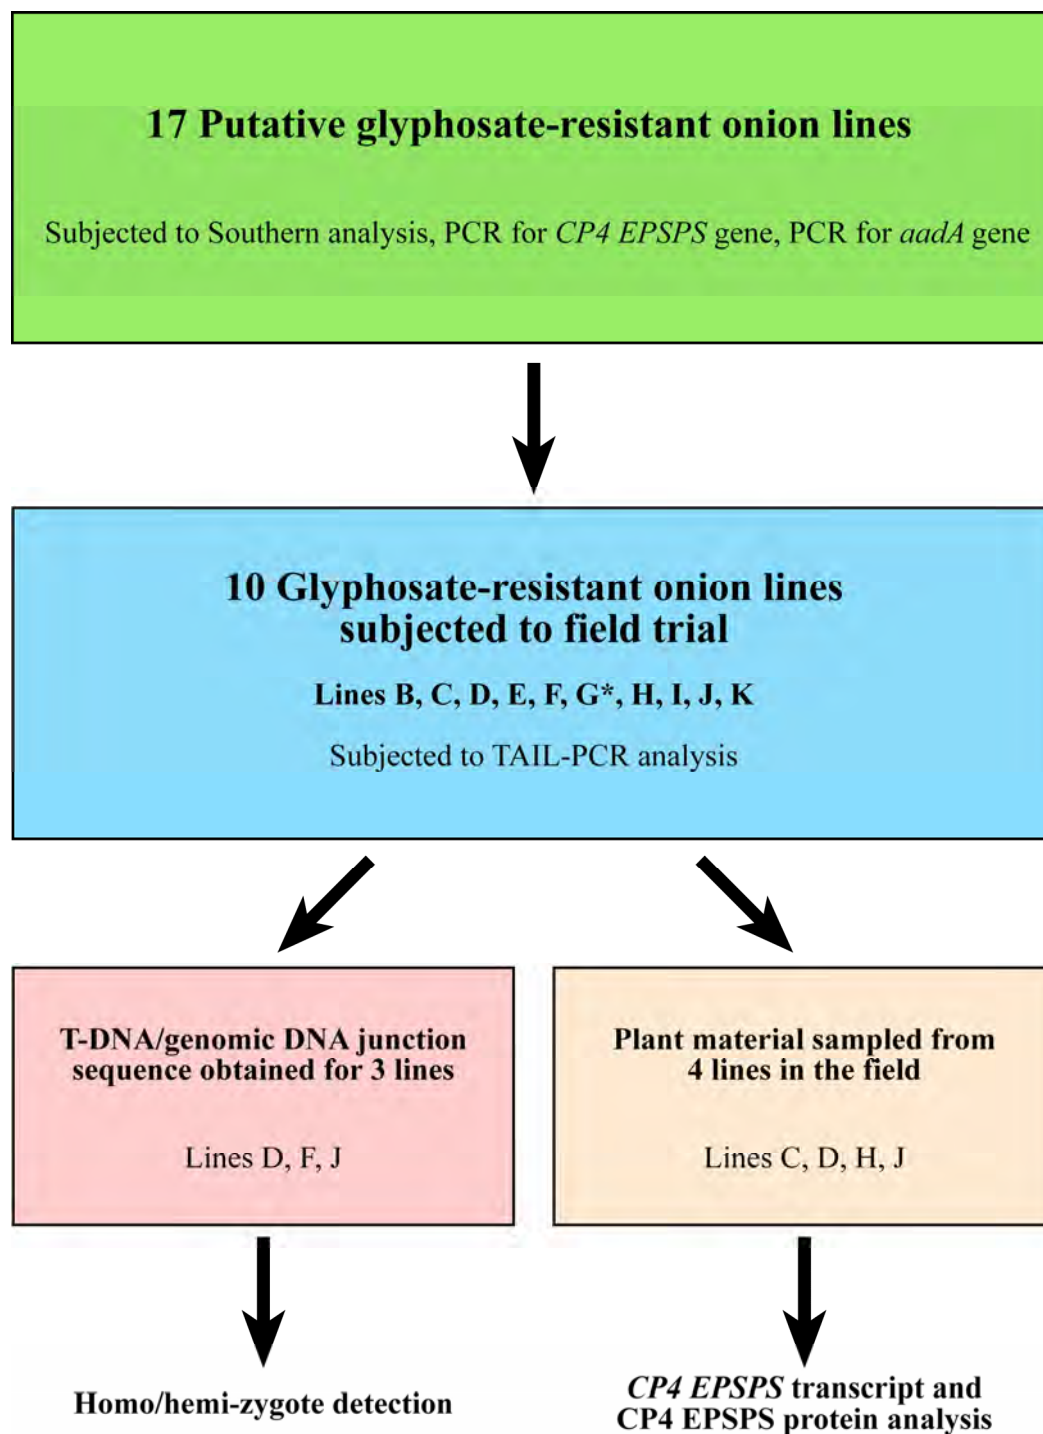 17 Putative glyphosate-resistant onion lines
Subjected to Southern analysis, PCR for CP4 EPSPS gene, PCR for aadA gene
10 Glyphosate-resistant onion lines
subjected to field trial
Lines B, C, D, E, F, G*, H, I, J, K
Subjected to TAIL-PCR analysis
T-DNA/genomic DNA junction
sequence obtained for 3 lines
Lines D, F, J
Plant material sampled from
4 lines in the field
Lines C, D, H, J
Homo/hemi-zygote detection
CP4 EPSPS transcript and
CP4 EPSPS protein analysis